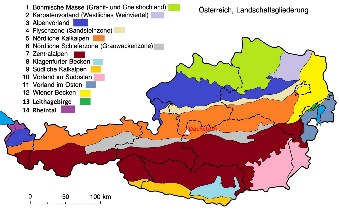 Österreich, Landschaftsgliederung
1 Böhmische Masse (Granit- und Gneishochland)
2 Karpatenvorland (Westliches Weinviertel)
3 Alpenvorland
4 Flyschzone (Sandsteinzone)
5 Nördliche Kalkalpen
6 Nördliche Schieferzone (Grauwackenzone)
7 Zentralalpen
8 Klagenfurter Becken
9 Südliche Kalkalpen
10 Vorland im Südosten
11 Vorland im Osten
12 Wiener Becken
13 Leithagebirge
14 Rheintal
0 50 100 km